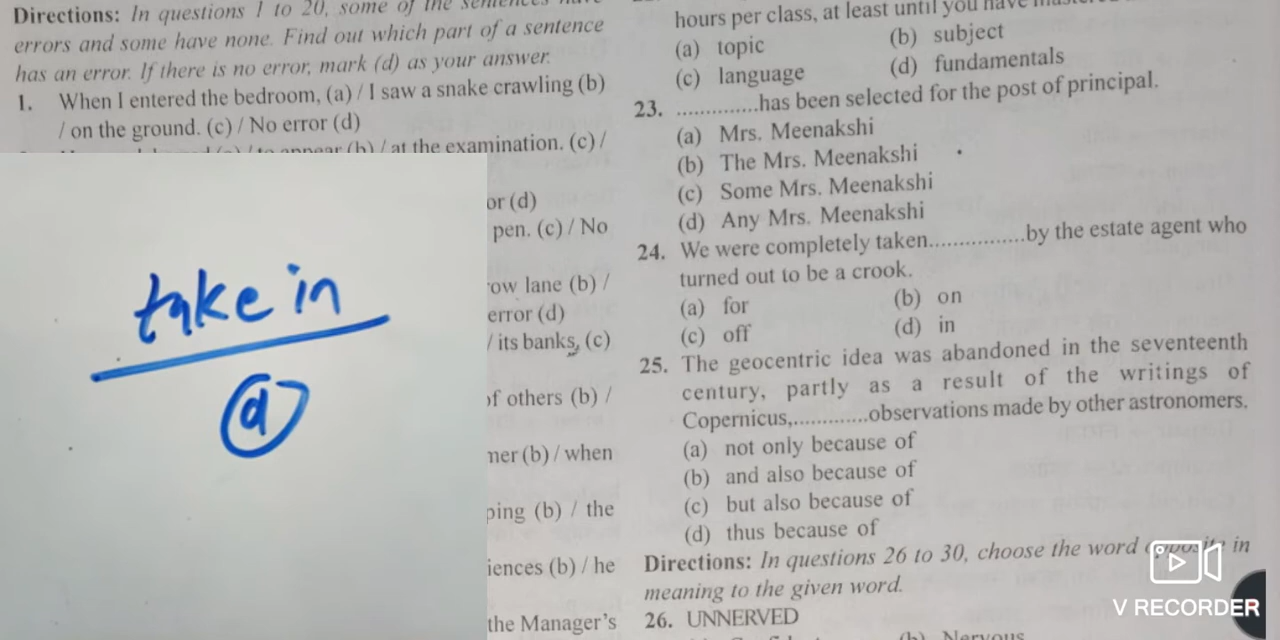 Directions: In questions 1 to 20, some of the sentences have
errors and some have none. Find out which part of a sentence
has an error. If there is no error, mark (d) as your answer.
1. When I entered the bedroom, (a) / I saw a snake crawling (b)
/ on the ground. (c) / No error (d)
to appear (b) / at the examination. (c) /
or (d)
pen. (c) / No
row lane (b) /
error (d)
/ its banks, (c)
of others (b) /
ner (b) / when
ping (b) / the
iences (b) / he
the Manager's
take in
(d)
hours per class, at least until you have
(a) topic (b) subject
(c) language (d) fundamentals
23. ..............has been selected for the post of principal.
(a) Mrs. Meenakshi
(b) The Mrs. Meenakshi
(c) Some Mrs. Meenakshi
(d) Any Mrs. Meenakshi
24. We were completely taken................by the estate agent who
turned out to be a crook.
(a) for (b) on
(c) off (d) in
25. The geocentric idea was abandoned in the seventeenth
century, partly as a result of the writings of
Copernicus,..............observations made by other astronomers.
(a) not only because of
(b) and also because of
(c) but also because of
(d) thus because of
Directions: In questions 26 to 30, choose the word opposite in
meaning to the given word.
26. UNNERVED
(b) Nervous
V RECORDER